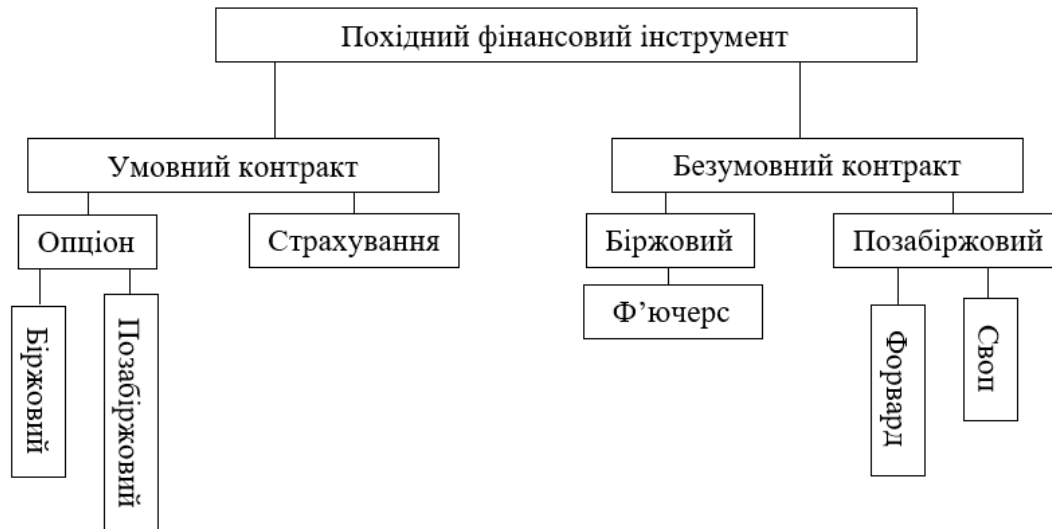 Похідний фінансовий інструмент
Умовний контракт
Безумовний контракт
Опціон
Страхування
Біржовий
Позабіржовий
Ф’ючерс
Біржовий
Позабіржовий
Форвард
Своп